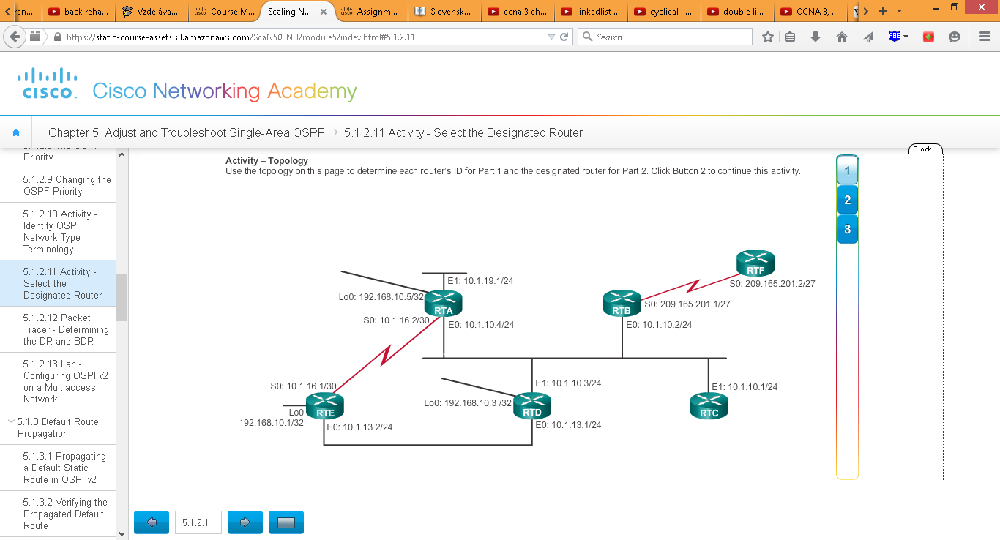 ren...
back reha...
Vzdeláva...
Course M...
Scaling N...
Assignm...
Slovensk...
ccna 3 ch...
linkedlist ...
cyclical li...
double li...
CCNA 3, ...
https://static-course-assets.s3.amazonaws.com/ScaN50ENU/module5/index.html#5.1.2.11
Search
ABE
CISCO
Cisco Networking Academy
Chapter 5: Adjust and Troubleshoot Single-Area OSPF
5.1.2.11 Activity - Select the Designated Router
Priority
5.1.2.9 Changing the
OSPF Priority
5.1.2.10 Activity -
Identify OSPF
Network Type
Terminology
5.1.2.11 Activity -
Select the
Designated Router
5.1.2.12 Packet
Tracer - Determining
the DR and BDR
5.1.2.13 Lab -
Configuring OSPFv2
on a Multiaccess
Network
5.1.3 Default Route
Propagation
5.1.3.1 Propagating
a Default Static
Route in OSPFv2
5.1.3.2 Verifying the
Propagated Default
Route
Block...
Activity – Topology
Use the topology on this page to determine each router's ID for Part 1 and the designated router for Part 2. Click Button 2 to continue this activity.
1
2
3
RTF
S0: 209.165.201.2/27
E1: 10.1.19.1/24
Lo0: 192.168.10.5/32
RTA
S0: 10.1.16.2/30
E0: 10.1.10.4/24
RTB
S0: 209.165.201.1/27
E0: 10.1.10.2/24
S0: 10.1.16.1/30
RTE
Lo0
192.168.10.1/32
E0: 10.1.13.2/24
E1: 10.1.10.3/24
Lo0: 192.168.10.3 /32
RTD
E0: 10.1.13.1/24
E1: 10.1.10.1/24
RTC
5.1.2.11